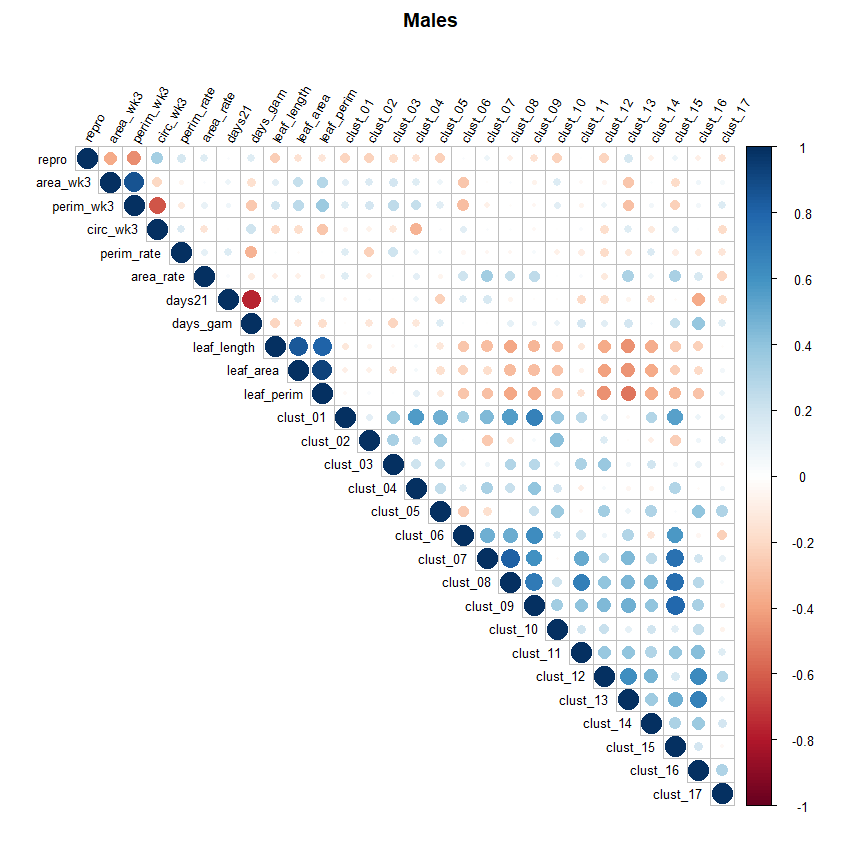 Males
repro
area_wk3
perim_wk3
circ_wk3
perim_rate
area_rate
days21
days_gam
leaf_length
leaf_area
leaf_perim
clust_01
clust_02
clust_03
clust_04
clust_05
clust_06
clust_07
clust_08
clust_09
clust_10
clust_11
clust_12
clust_13
clust_14
clust_15
clust_16
clust_17
repro
area_wk3
perim_wk3
circ_wk3
perim_rate
area_rate
days21
days_gam
leaf_length
leaf_area
leaf_perim
clust_01
clust_02
clust_03
clust_04
clust_05
clust_06
clust_07
clust_08
clust_09
clust_10
clust_11
clust_12
clust_13
clust_14
clust_15
clust_16
clust_17
1
0.8
0.6
0.4
0.2
0
-0.2
-0.4
-0.6
-0.8
-1